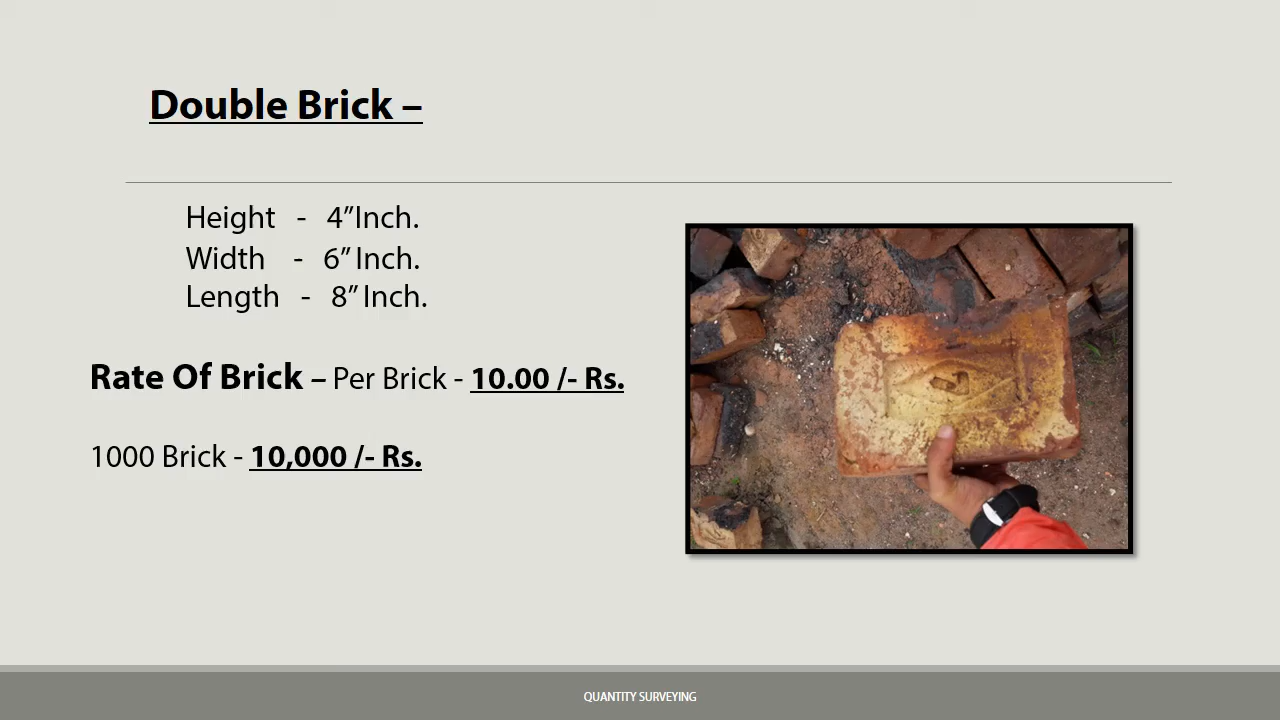 Double Brick –
Height - 4”Inch.
Width - 6” Inch.
Length - 8” Inch.
Rate Of Brick – Per Brick - 10.00 /- Rs.
1000 Brick - 10,000 /- Rs.
QUANTITY SURVEYING